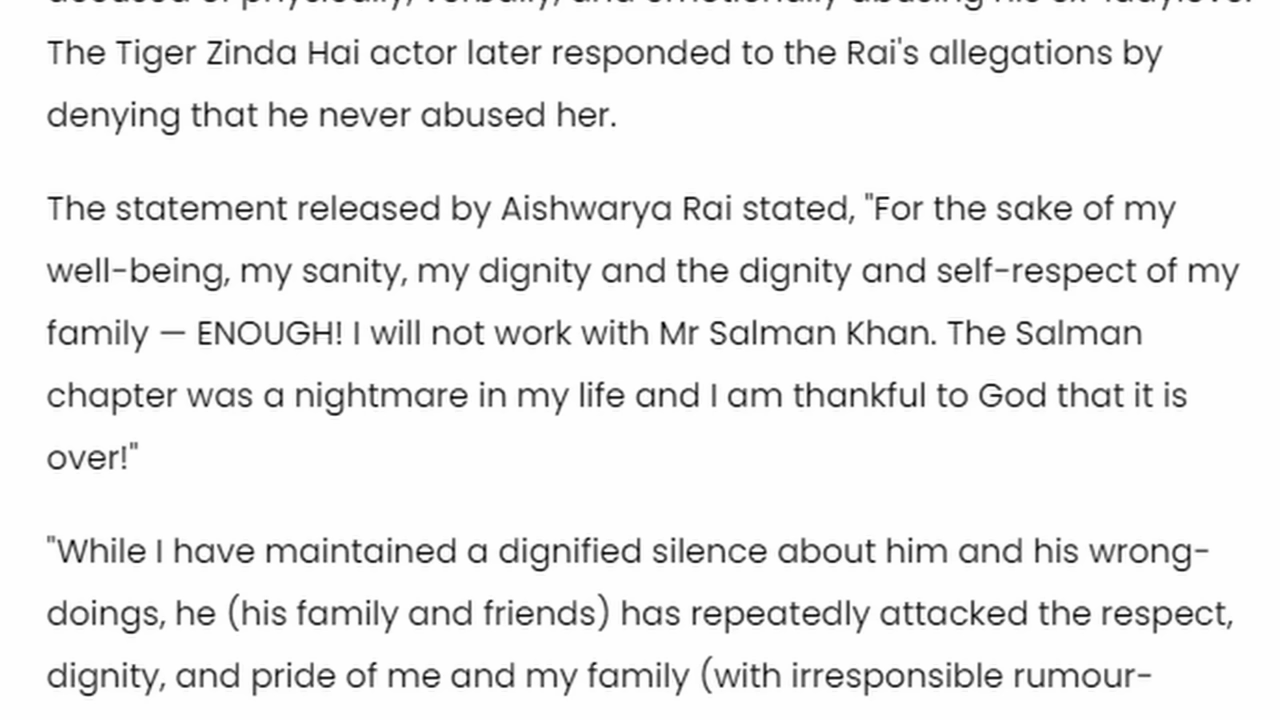 The Tiger Zinda Hai actor later responded to the Rai's allegations by
denying that he never abused her.
The statement released by Aishwarya Rai stated, "For the sake of my
well-being, my sanity, my dignity and the dignity and self-respect of my
family — ENOUGH! I will not work with Mr Salman Khan. The Salman
chapter was a nightmare in my life and I am thankful to God that it is
over!"
"While I have maintained a dignified silence about him and his wrong-
doings, he (his family and friends) has repeatedly attacked the respect,
dignity, and pride of me and my family (with irresponsible rumour-